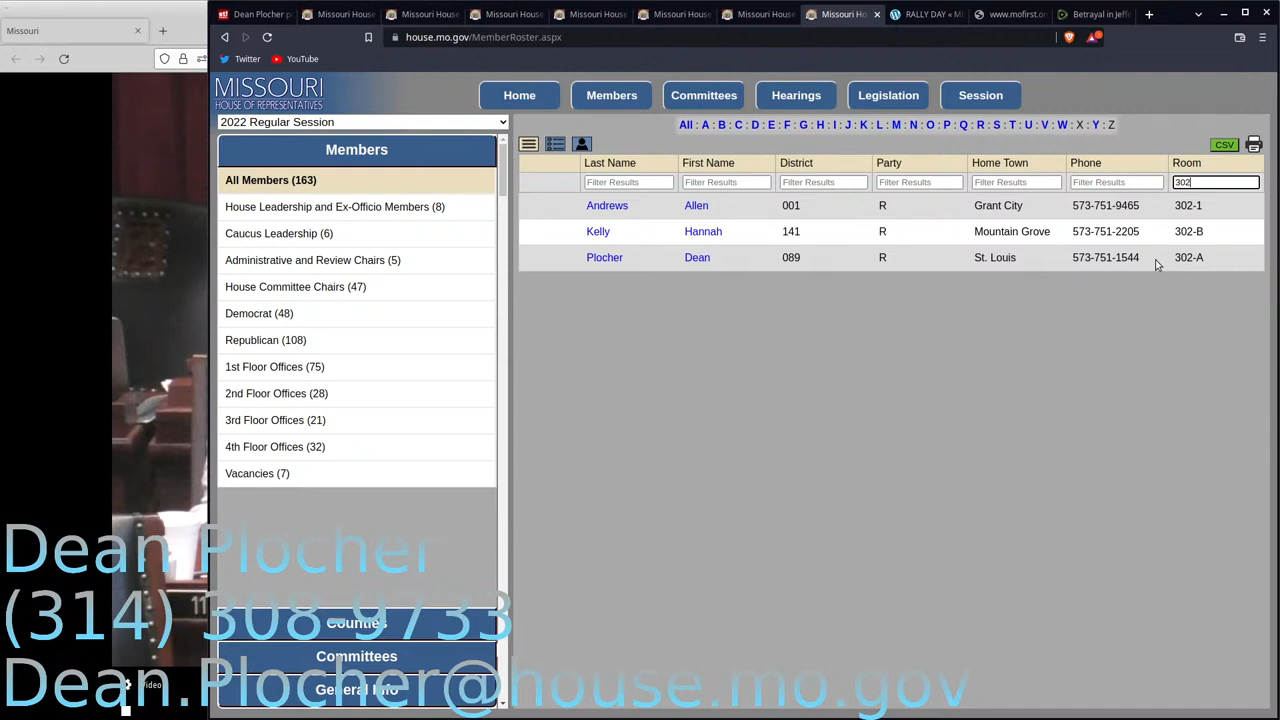 Missouri
Dean Plocher p
Missouri House
Missouri House
Missouri House
Missouri House
Missouri House
Missouri House
Missouri Ho
RALLY DAY « M
www.mofirst.org
Betrayal in Jeff
house.mo.gov/MemberRoster.aspx
Twitter YouTube
MISSOURI
HOUSE OF REPRESENTATIVES
Home Members Committees Hearings Legislation Session
2022 Regular Session
All : A : B : C : D : E : F : G : H : I : J : K : L : M : N : O : P : Q : R : S : T : U : V : W : X : Y : Z
Members
All Members (163)
House Leadership and Ex-Officio Members (8)
Caucus Leadership (6)
Administrative and Review Chairs (5)
House Committee Chairs (47)
Democrat (48)
Republican (108)
1st Floor Offices (75)
2nd Floor Offices (28)
3rd Floor Offices (21)
4th Floor Offices (32)
Vacancies (7)
Counties
Committees
General Info
CSV
Last Name First Name District Party Home Town Phone Room
Filter Results Filter Results Filter Results Filter Results Filter Results Filter Results 302
Andrews Allen 001 R Grant City 573-751-9465 302-1
Kelly Hannah 141 R Mountain Grove 573-751-2205 302-B
Plocher Dean 089 R St. Louis 573-751-1544 302-A
Dean Plocher
(314) 308-9733
Dean.Plocher@house.mo.gov
Video